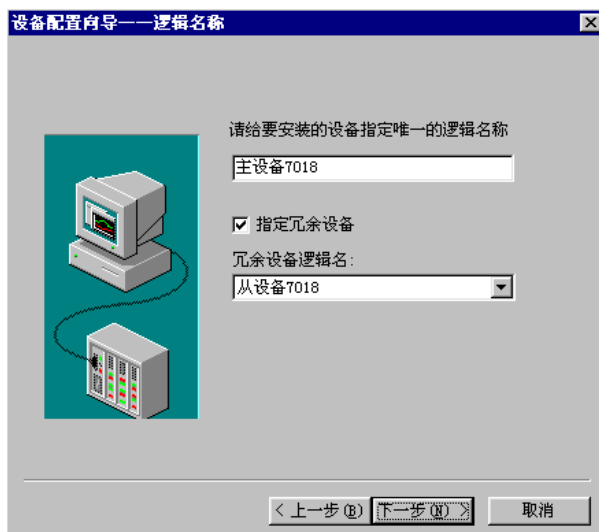 设备配置向导——逻辑名称
请给要安装的设备指定唯一的逻辑名称
主设备7018
指定冗余设备
冗余设备逻辑名:
从设备7018
< 上一步(B) 下一步(N) > 取消